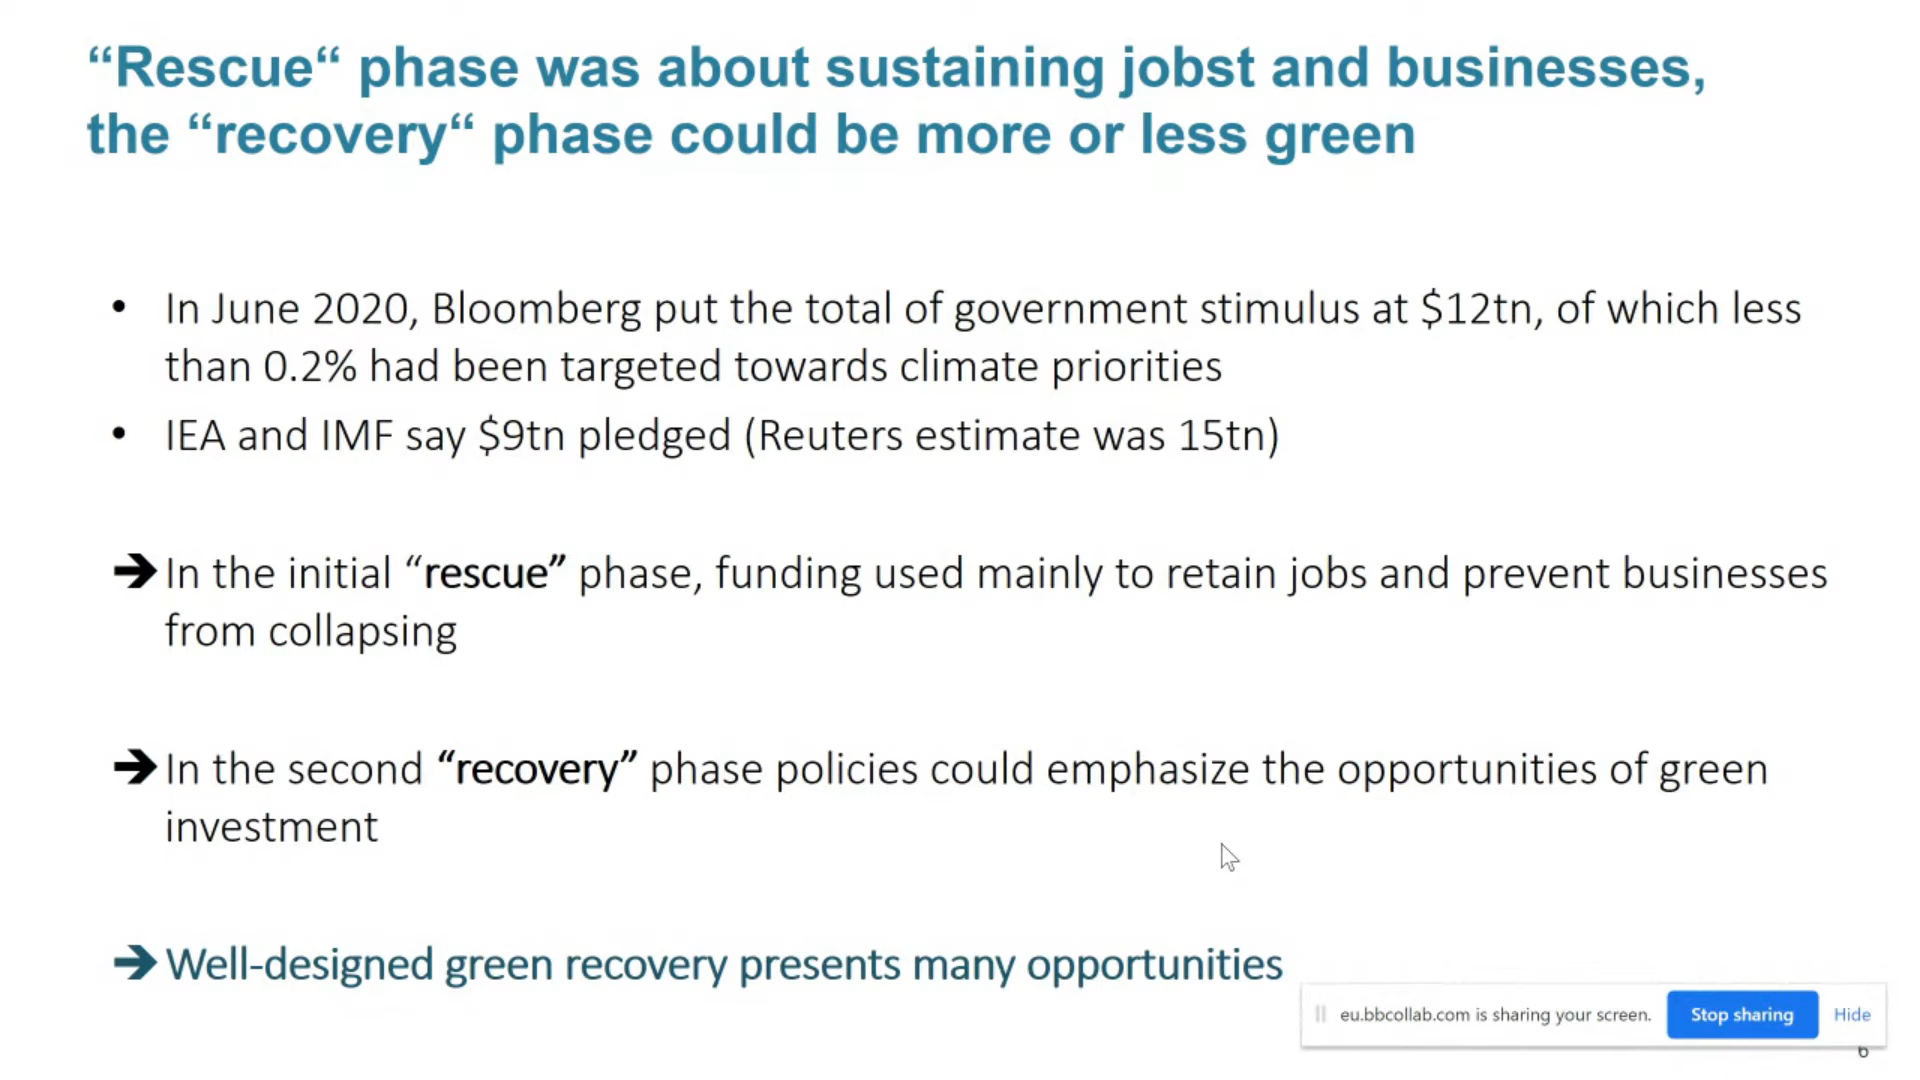 “Rescue“ phase was about sustaining jobst and businesses,
the “recovery“ phase could be more or less green
• In June 2020, Bloomberg put the total of government stimulus at $12tn, of which less
than 0.2% had been targeted towards climate priorities
• IEA and IMF say $9tn pledged (Reuters estimate was 15tn)
➔ In the initial “rescue” phase, funding used mainly to retain jobs and prevent businesses
from collapsing
➔ In the second “recovery” phase policies could emphasize the opportunities of green
investment
➔ Well-designed green recovery presents many opportunities
eu.bbcollab.com is sharing your screen. Stop sharing Hide
6